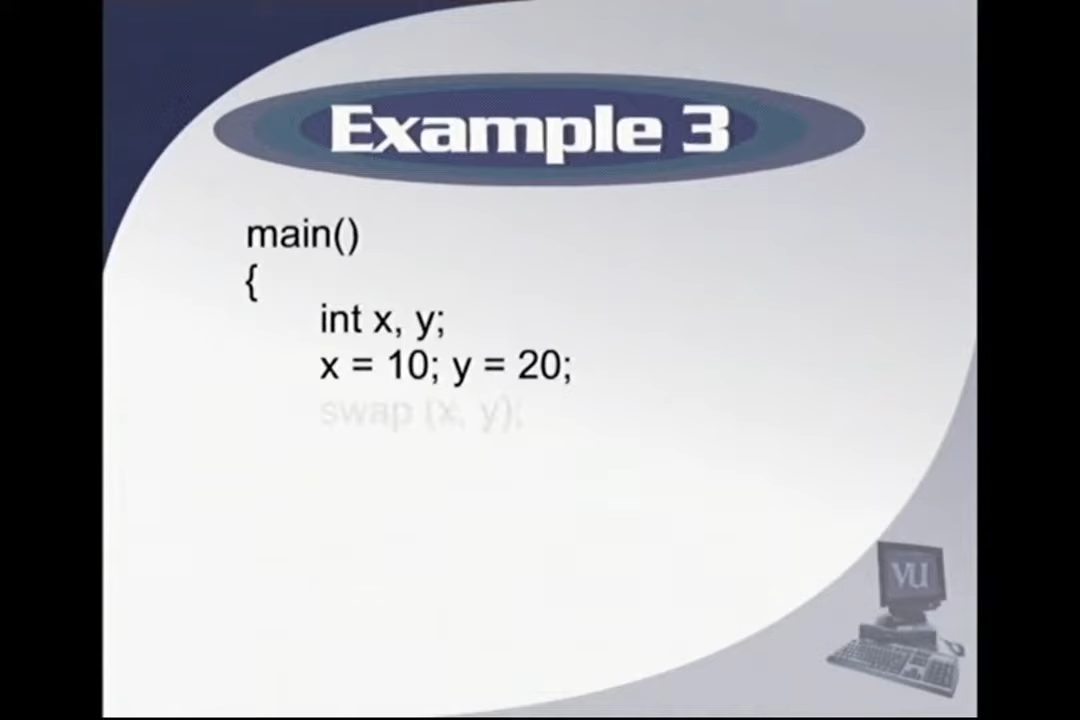 Example 3
main()
{
int x, y;
x = 10; y = 20;
swap (x, y);
VU